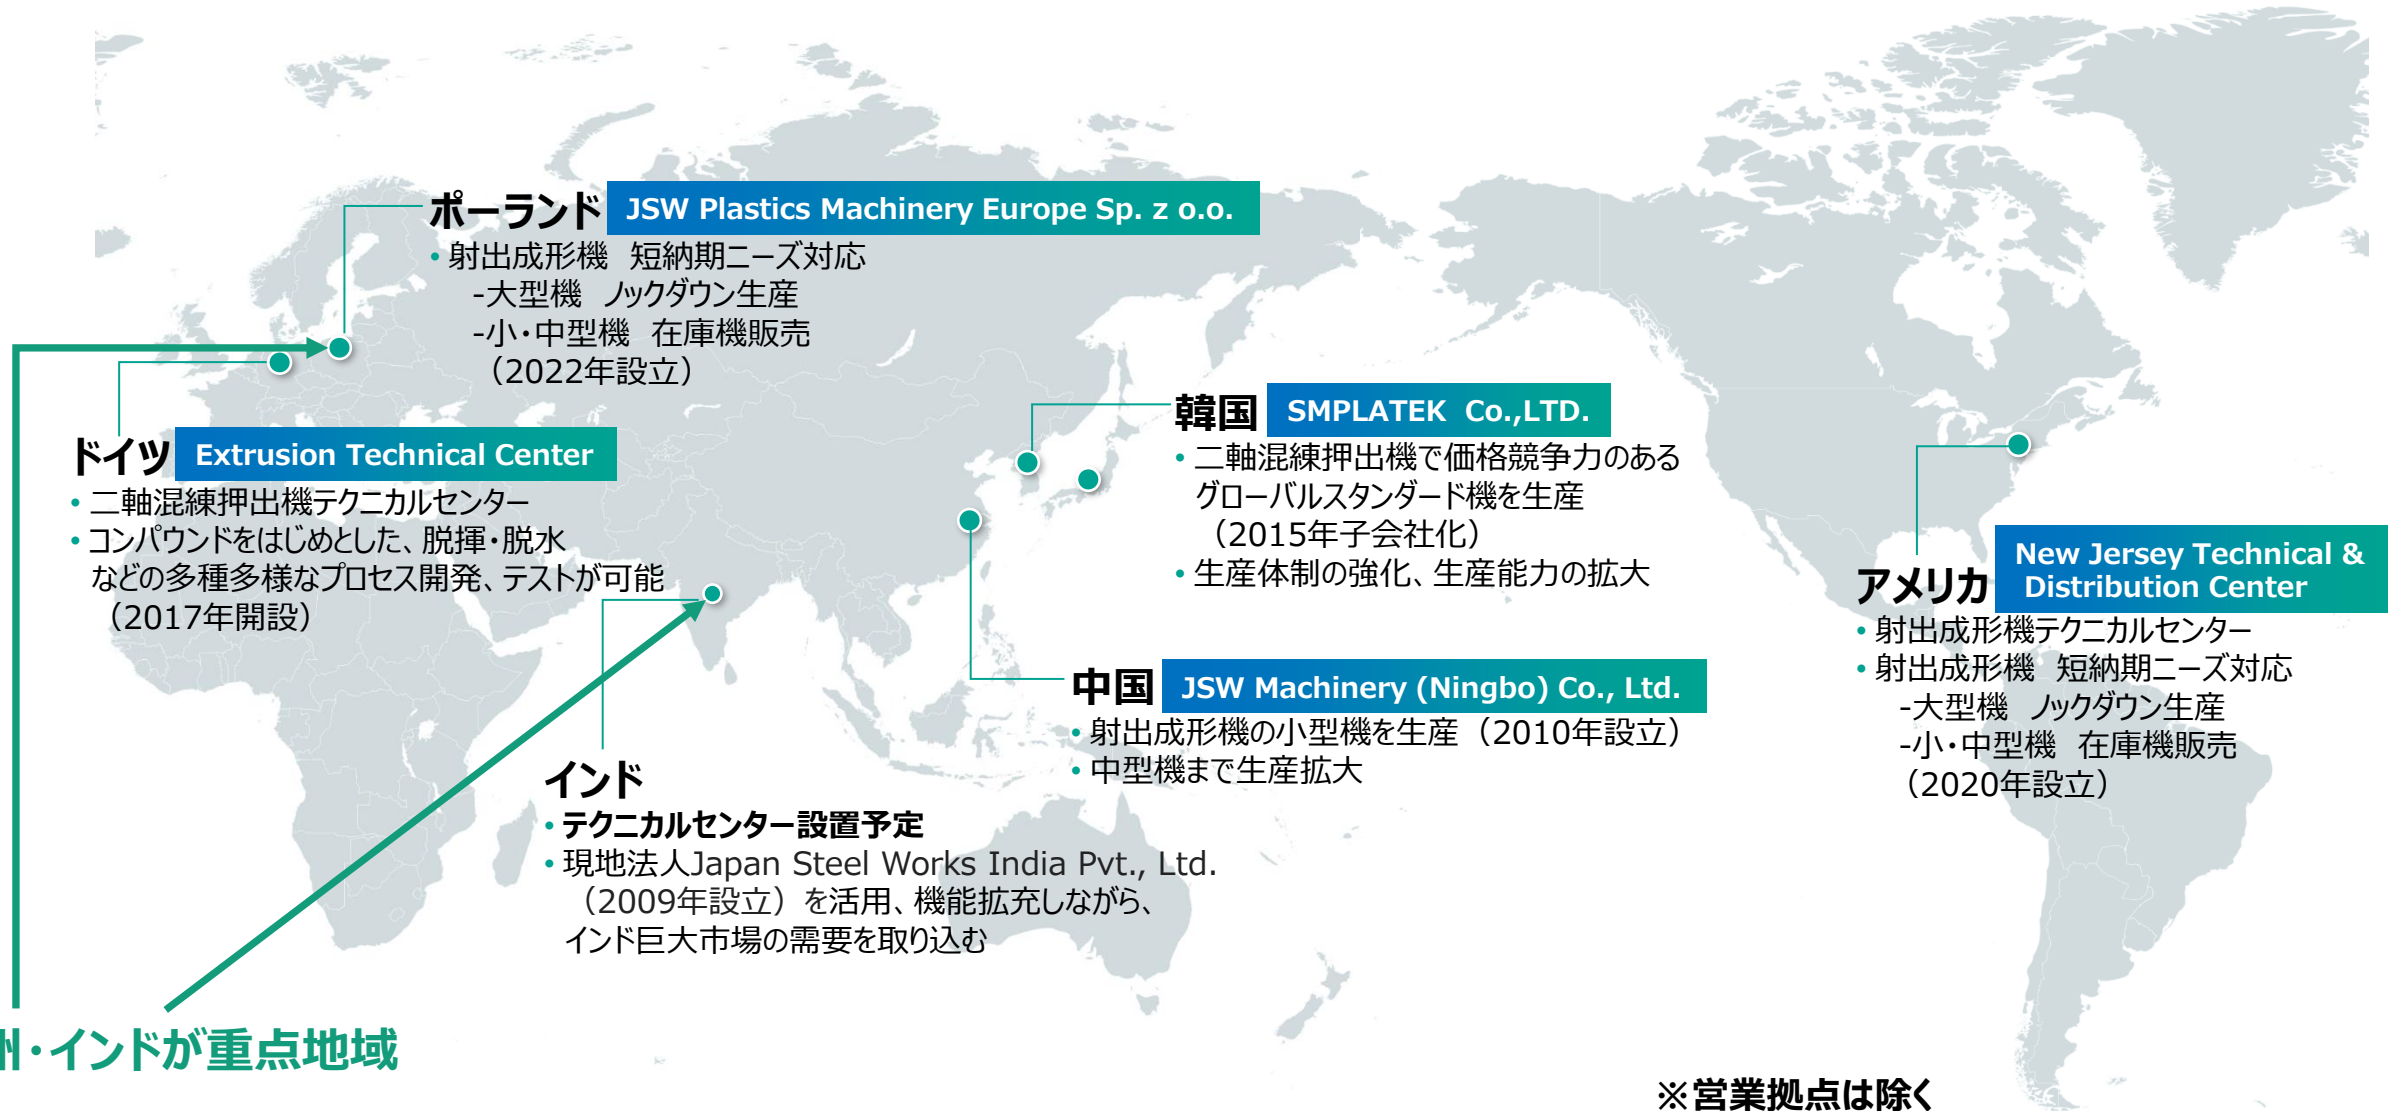 ポーランド JSW Plastics Machinery Europe Sp. z o.o.
・射出成形機　短納期ニーズ対応
-大型機　ノックダウン生産
-小・中型機　在庫機販売
（2022年設立）
ドイツ Extrusion Technical Center
・二軸混練押出機テクニカルセンター
・コンパウンドをはじめとした、脱揮・脱水
などの多種多様なプロセス開発、テストが可能
（2017年開設）
韓国 SMPLATEK Co.,LTD.
・二軸混練押出機で価格競争力のある
グローバルスタンダード機を生産
（2015年子会社化）
・生産体制の強化、生産能力の拡大
中国 JSW Machinery (Ningbo) Co., Ltd.
・射出成形機の小型機を生産（2010年設立）
・中型機まで生産拡大
インド
・テクニカルセンター設置予定
・現地法人Japan Steel Works India Pvt., Ltd.
（2009年設立）を活用、機能拡充しながら、
インド巨大市場の需要を取り込む
アメリカ New Jersey Technical &
Distribution Center
・射出成形機テクニカルセンター
・射出成形機　短納期ニーズ対応
-大型機　ノックダウン生産
-小・中型機　在庫機販売
（2020年設立）
州・インドが重点地域
※営業拠点は除く